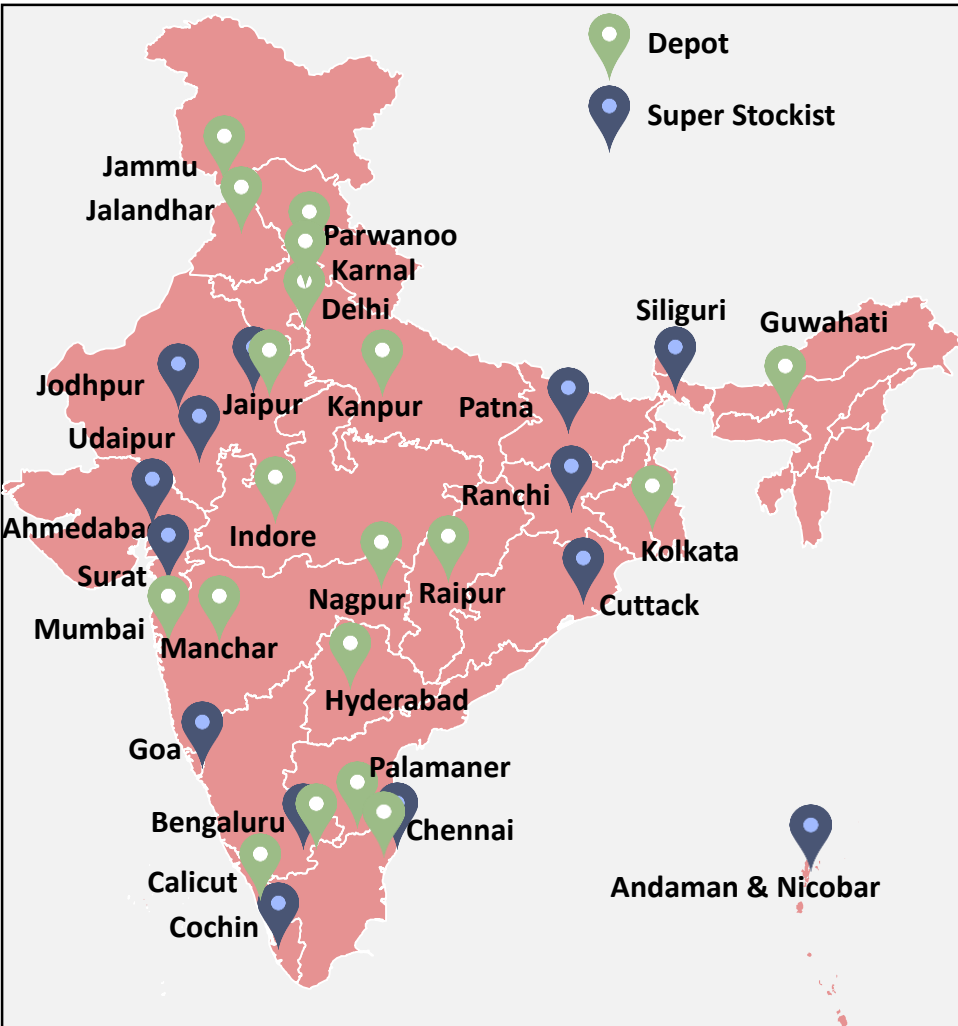 Depot
Super Stockist
Jammu
Jalandhar
Parwanoo
Karnal
Delhi
Siliguri
Guwahati
Jodhpur
Jaipur
Kanpur
Patna
Udaipur
Ranchi
Ahmedaba
Indore
Kolkata
Surat
Nagpur
Raipur
Cuttack
Mumbai
Manchar
Hyderabad
Goa
Palamaner
Bengaluru
Chennai
Calicut
Andaman & Nicobar
Cochin